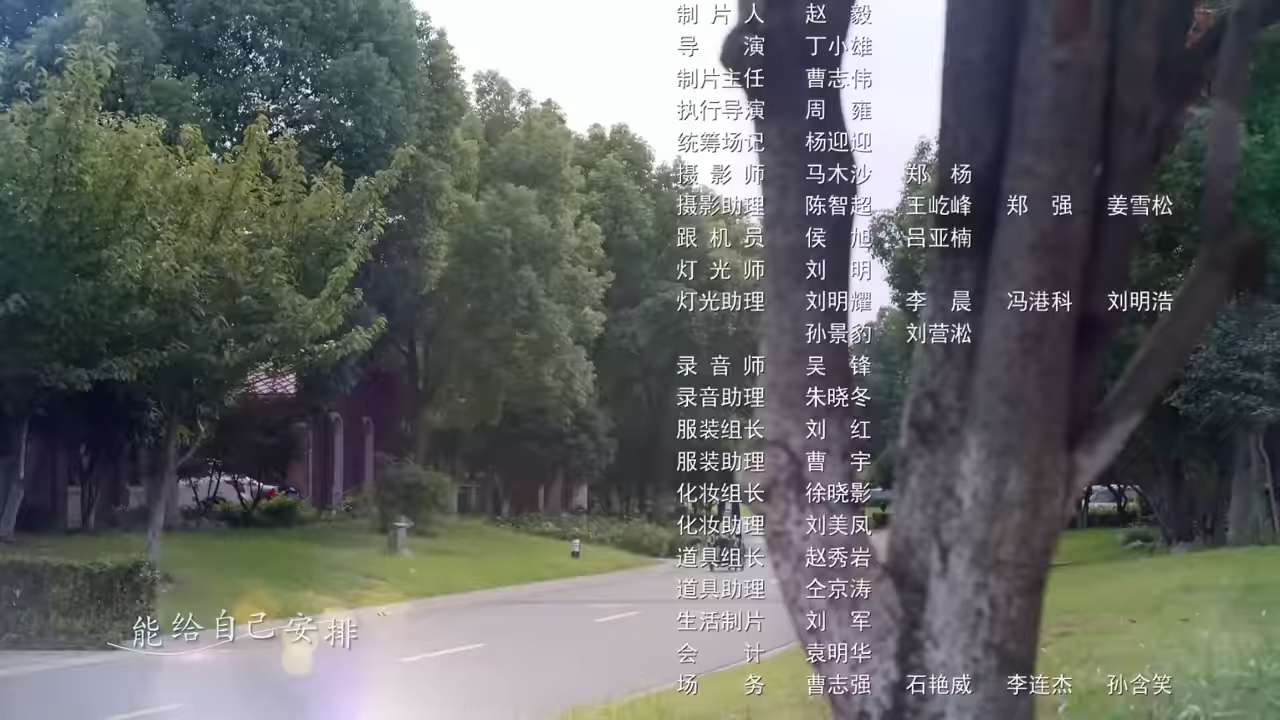 制片人 赵毅
导演 丁小雄
制片主任 曹志伟
执行导演 周雍
统筹场记 杨迎迎
摄影师 马木沙 郑杨
摄影助理 陈智超 王屹峰 郑强 姜雪松
跟机员 侯旭 吕亚楠
灯光师 刘明
灯光助理 刘明耀 李晨 冯港科 刘明浩
孙景豹 刘营淞
录音师 吴锋
录音助理 朱晓冬
服装组长 刘红
服装助理 曹宇
化妆组长 徐晓影
化妆助理 刘美凤
道具组长 赵秀岩
道具助理 仝京涛
生活制片 刘军
会计 袁明华
场务 曹志强 石艳威 李连杰 孙含笑
能给自己安排